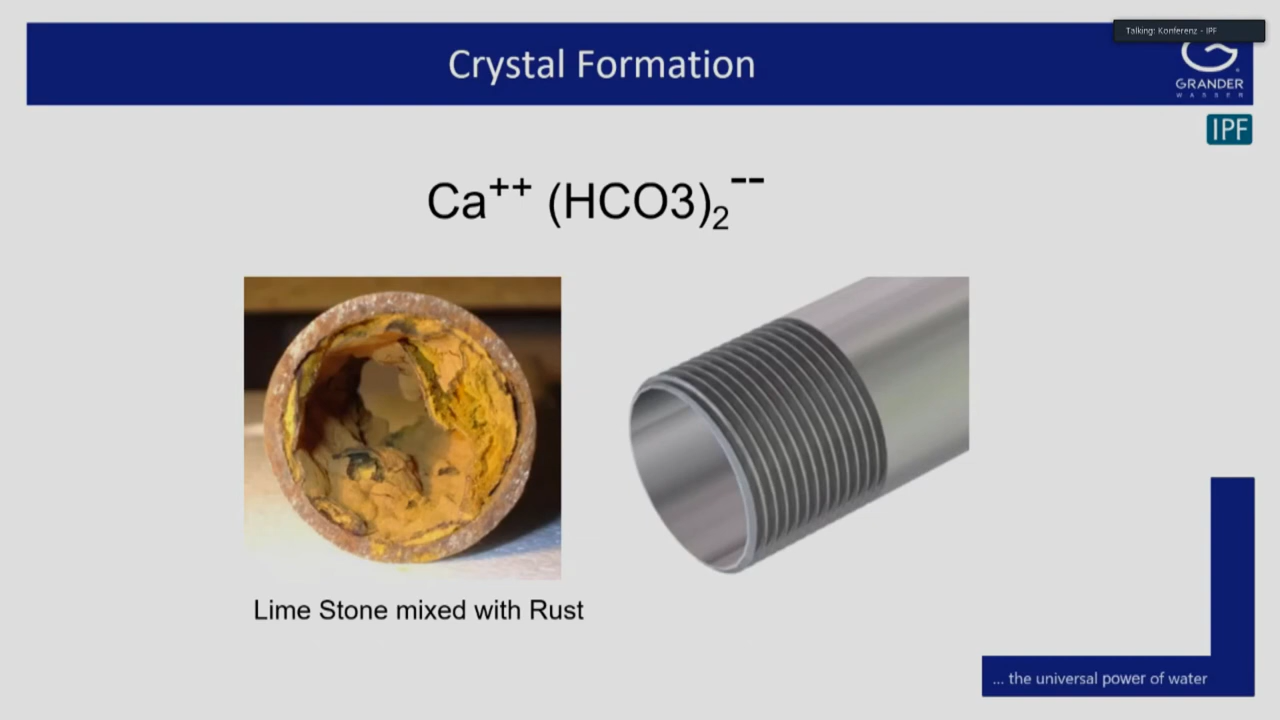 Talking: Konferenz - IPF
Crystal Formation
GRANDER
WASSER
IPF
Ca⁺⁺ (HCO3)₂⁻⁻
Lime Stone mixed with Rust
... the universal power of water